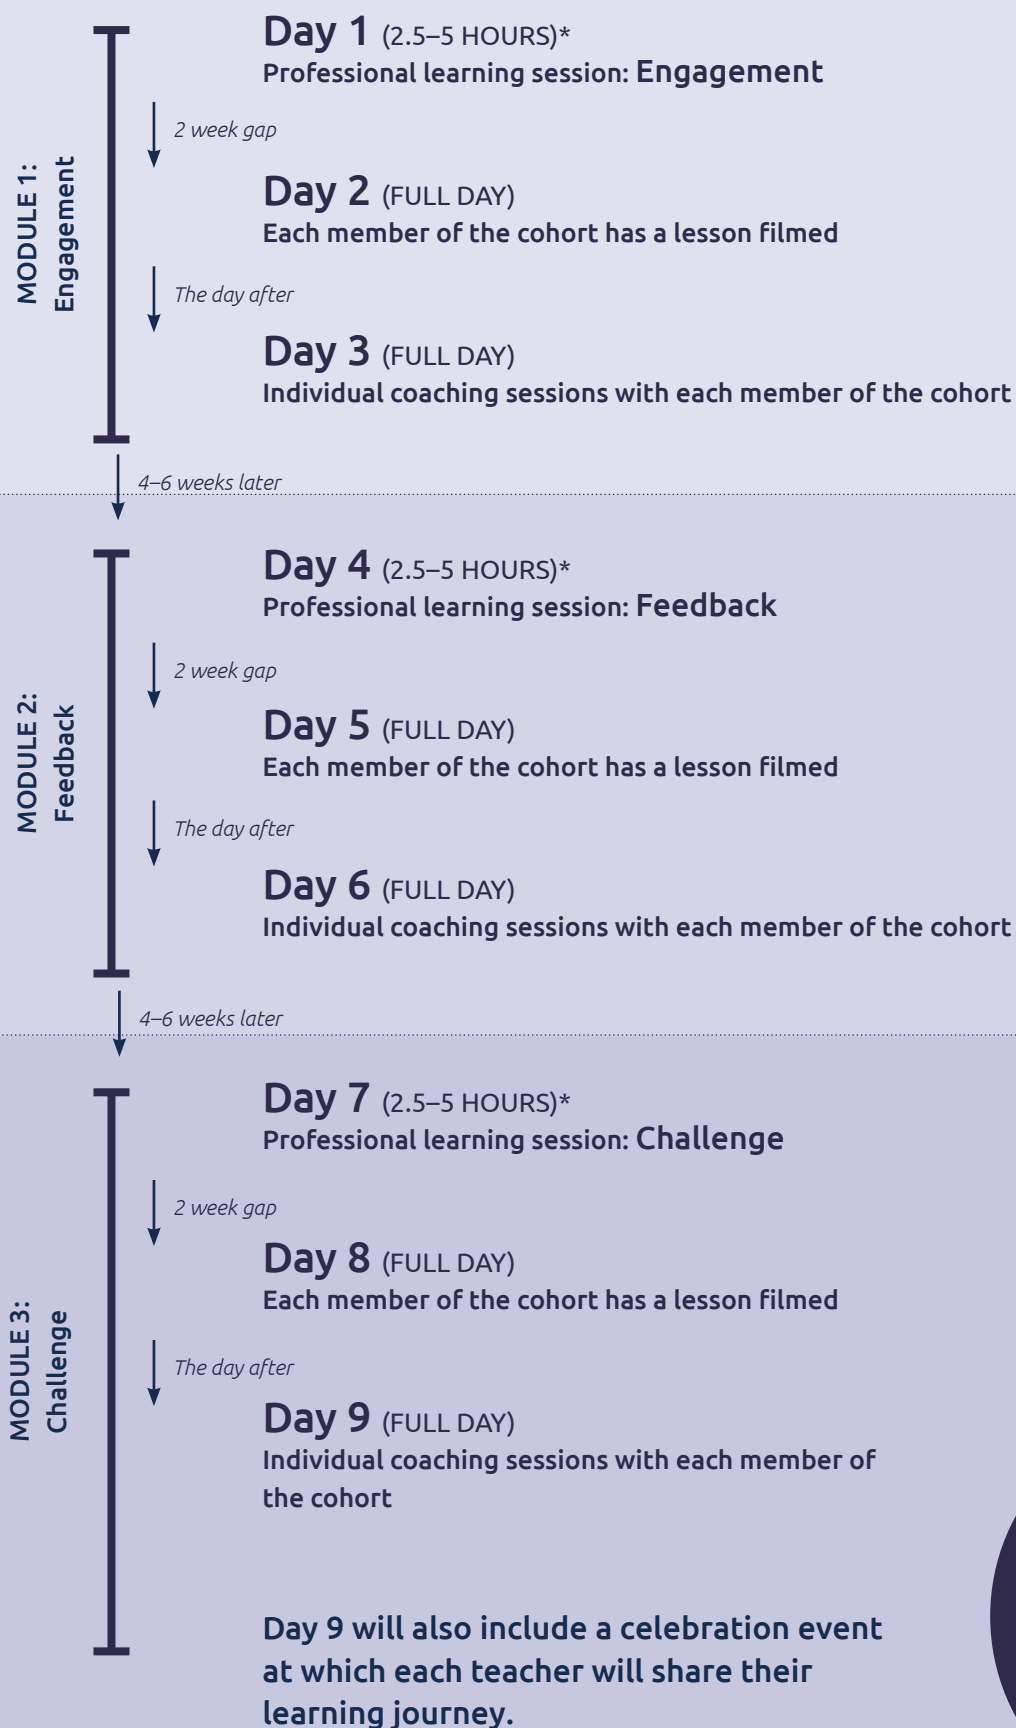 Day 1 (2.5–5 HOURS)*
Professional learning session: Engagement
2 week gap
MODULE 1:
Engagement
Day 2 (FULL DAY)
Each member of the cohort has a lesson filmed
The day after
Day 3 (FULL DAY)
Individual coaching sessions with each member of the cohort
4–6 weeks later
Day 4 (2.5–5 HOURS)*
Professional learning session: Feedback
2 week gap
MODULE 2:
Feedback
Day 5 (FULL DAY)
Each member of the cohort has a lesson filmed
The day after
Day 6 (FULL DAY)
Individual coaching sessions with each member of the cohort
4–6 weeks later
Day 7 (2.5–5 HOURS)*
Professional learning session: Challenge
2 week gap
Day 8 (FULL DAY)
Each member of the cohort has a lesson filmed
MODULE 3:
Challenge
The day after
Day 9 (FULL DAY)
Individual coaching sessions with each member of
the cohort
Day 9 will also include a celebration event
at which each teacher will share their
learning journey.